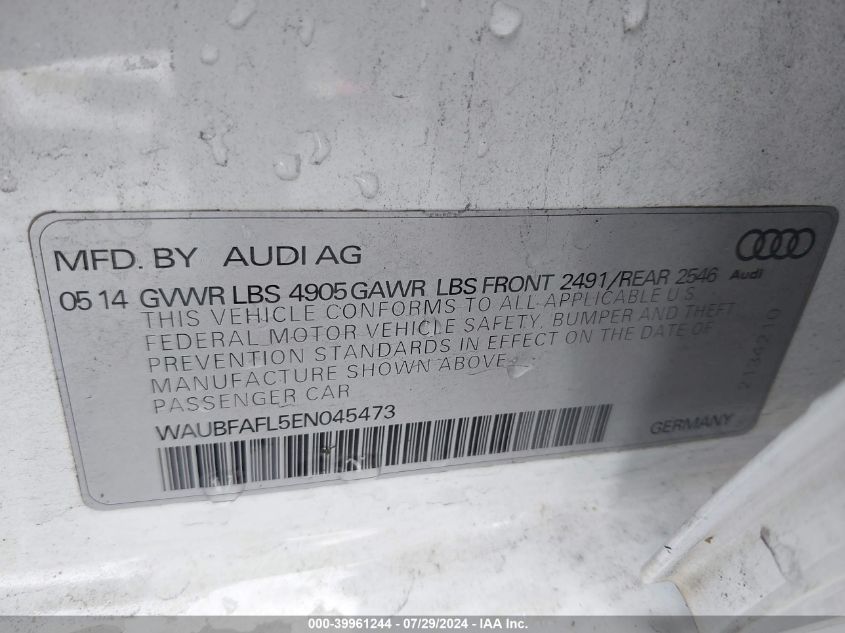 MFD. BY AUDI AG
Audi
05 14 GVWR LBS 4905 GAWR LBS FRONT 2491/REAR 2546
THIS VEHICLE CONFORMS TO ALL APPLICABLE U.S.
FEDERAL MOTOR VEHICLE SAFETY, BUMPER AND THEFT
PREVENTION STANDARDS IN EFFECT ON THE DATE OF
MANUFACTURE SHOWN ABOVE.
PASSENGER CAR
2134210
WAUBFAFL5EN045473
GERMANY
000-39961244 / 07/29/2024 - IAA Inc.